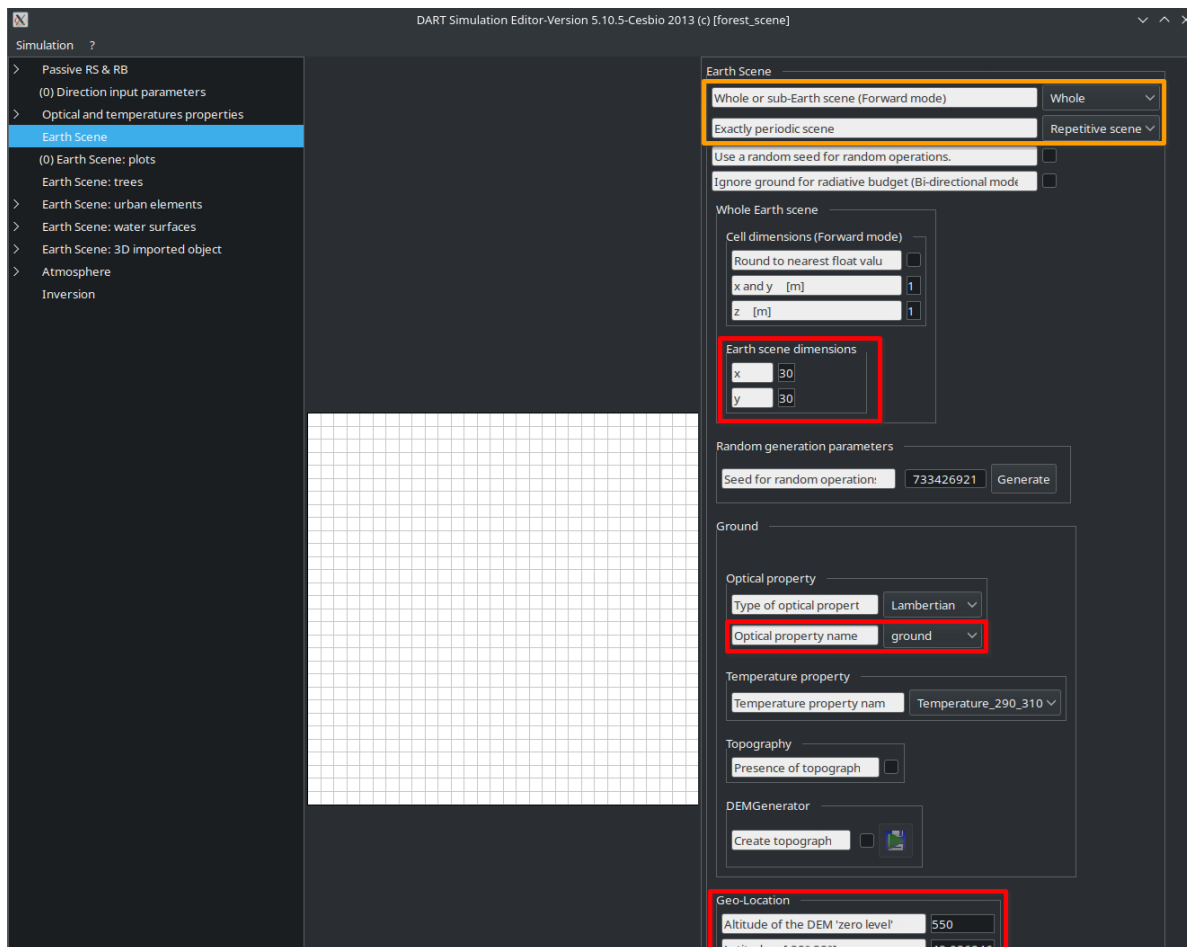 DART Simulation Editor-Version 5.10.5-Cesbio 2013 (c) [forest_scene]
Simulation ?
Passive RS & RB
(0) Direction input parameters
Optical and temperatures properties
Earth Scene
(0) Earth Scene: plots
Earth Scene: trees
Earth Scene: urban elements
Earth Scene: water surfaces
Earth Scene: 3D imported object
Atmosphere
Inversion
Earth Scene
Whole or sub-Earth scene (Forward mode) Whole
Exactly periodic scene Repetitive scene
Use a random seed for random operations.
Ignore ground for radiative budget (Bi-directional mode
Whole Earth scene
Cell dimensions (Forward mode)
Round to nearest float valu
x and y [m] 1
z [m] 1
Earth scene dimensions
x 30
y 30
Random generation parameters
Seed for random operation: 733426921 Generate
Ground
Optical property
Type of optical propert Lambertian
Optical property name ground
Temperature property
Temperature property nam Temperature_290_310
Topography
Presence of topograph
DEMGenerator
Create topograph
Geo-Location
Altitude of the DEM 'zero level' 550